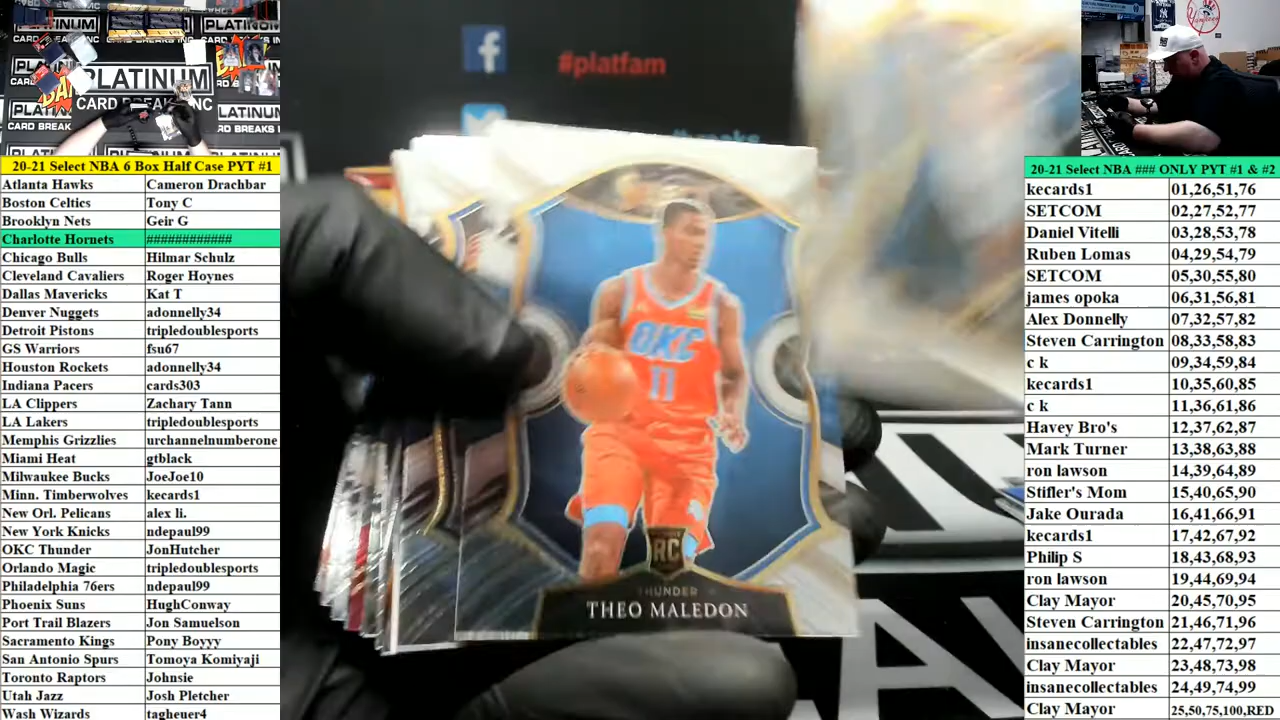 20-21 Select NBA 6 Box Half Case PYT #1
Atlanta Hawks Cameron Drachbar
Boston Celtics Tony C
Brooklyn Nets Geir G
Charlotte Hornets ############
Chicago Bulls Hilmar Schulz
Cleveland Cavaliers Roger Hoynes
Dallas Mavericks Kat T
Denver Nuggets adonnelly34
Detroit Pistons tripledoublesports
GS Warriors fsu67
Houston Rockets adonnelly34
Indiana Pacers cards303
LA Clippers Zachary Tann
LA Lakers tripledoublesports
Memphis Grizzlies urchannelnumberone
Miami Heat gtblack
Milwaukee Bucks JoeJoe10
Minn. Timberwolves kecards1
New Orl. Pelicans alex li.
New York Knicks ndepaul99
OKC Thunder JonHutcher
Orlando Magic tripledoublesports
Philadelphia 76ers ndepaul99
Phoenix Suns HughConway
Port Trail Blazers Jon Samuelson
Sacramento Kings Pony Boyyy
San Antonio Spurs Tomoya Komiyaji
Toronto Raptors Johnsie
Utah Jazz Josh Pletcher
Wash Wizards tagheuer4
PLATINUM
CARD BREAKS INC
#platfam
OKC
11
RC
THUNDER
THEO MALEDON
20-21 Select NBA ### ONLY PYT #1 & #2
kecards1 01,26,51,76
SETCOM 02,27,52,77
Daniel Vitelli 03,28,53,78
Ruben Lomas 04,29,54,79
SETCOM 05,30,55,80
james opoka 06,31,56,81
Alex Donnelly 07,32,57,82
Steven Carrington 08,33,58,83
c k 09,34,59,84
kecards1 10,35,60,85
c k 11,36,61,86
Havey Bro's 12,37,62,87
Mark Turner 13,38,63,88
ron lawson 14,39,64,89
Stifler's Mom 15,40,65,90
Jake Ourada 16,41,66,91
kecards1 17,42,67,92
Philip S 18,43,68,93
ron lawson 19,44,69,94
Clay Mayor 20,45,70,95
Steven Carrington 21,46,71,96
insanecollectables 22,47,72,97
Clay Mayor 23,48,73,98
insanecollectables 24,49,74,99
Clay Mayor 25,50,75,100,RED